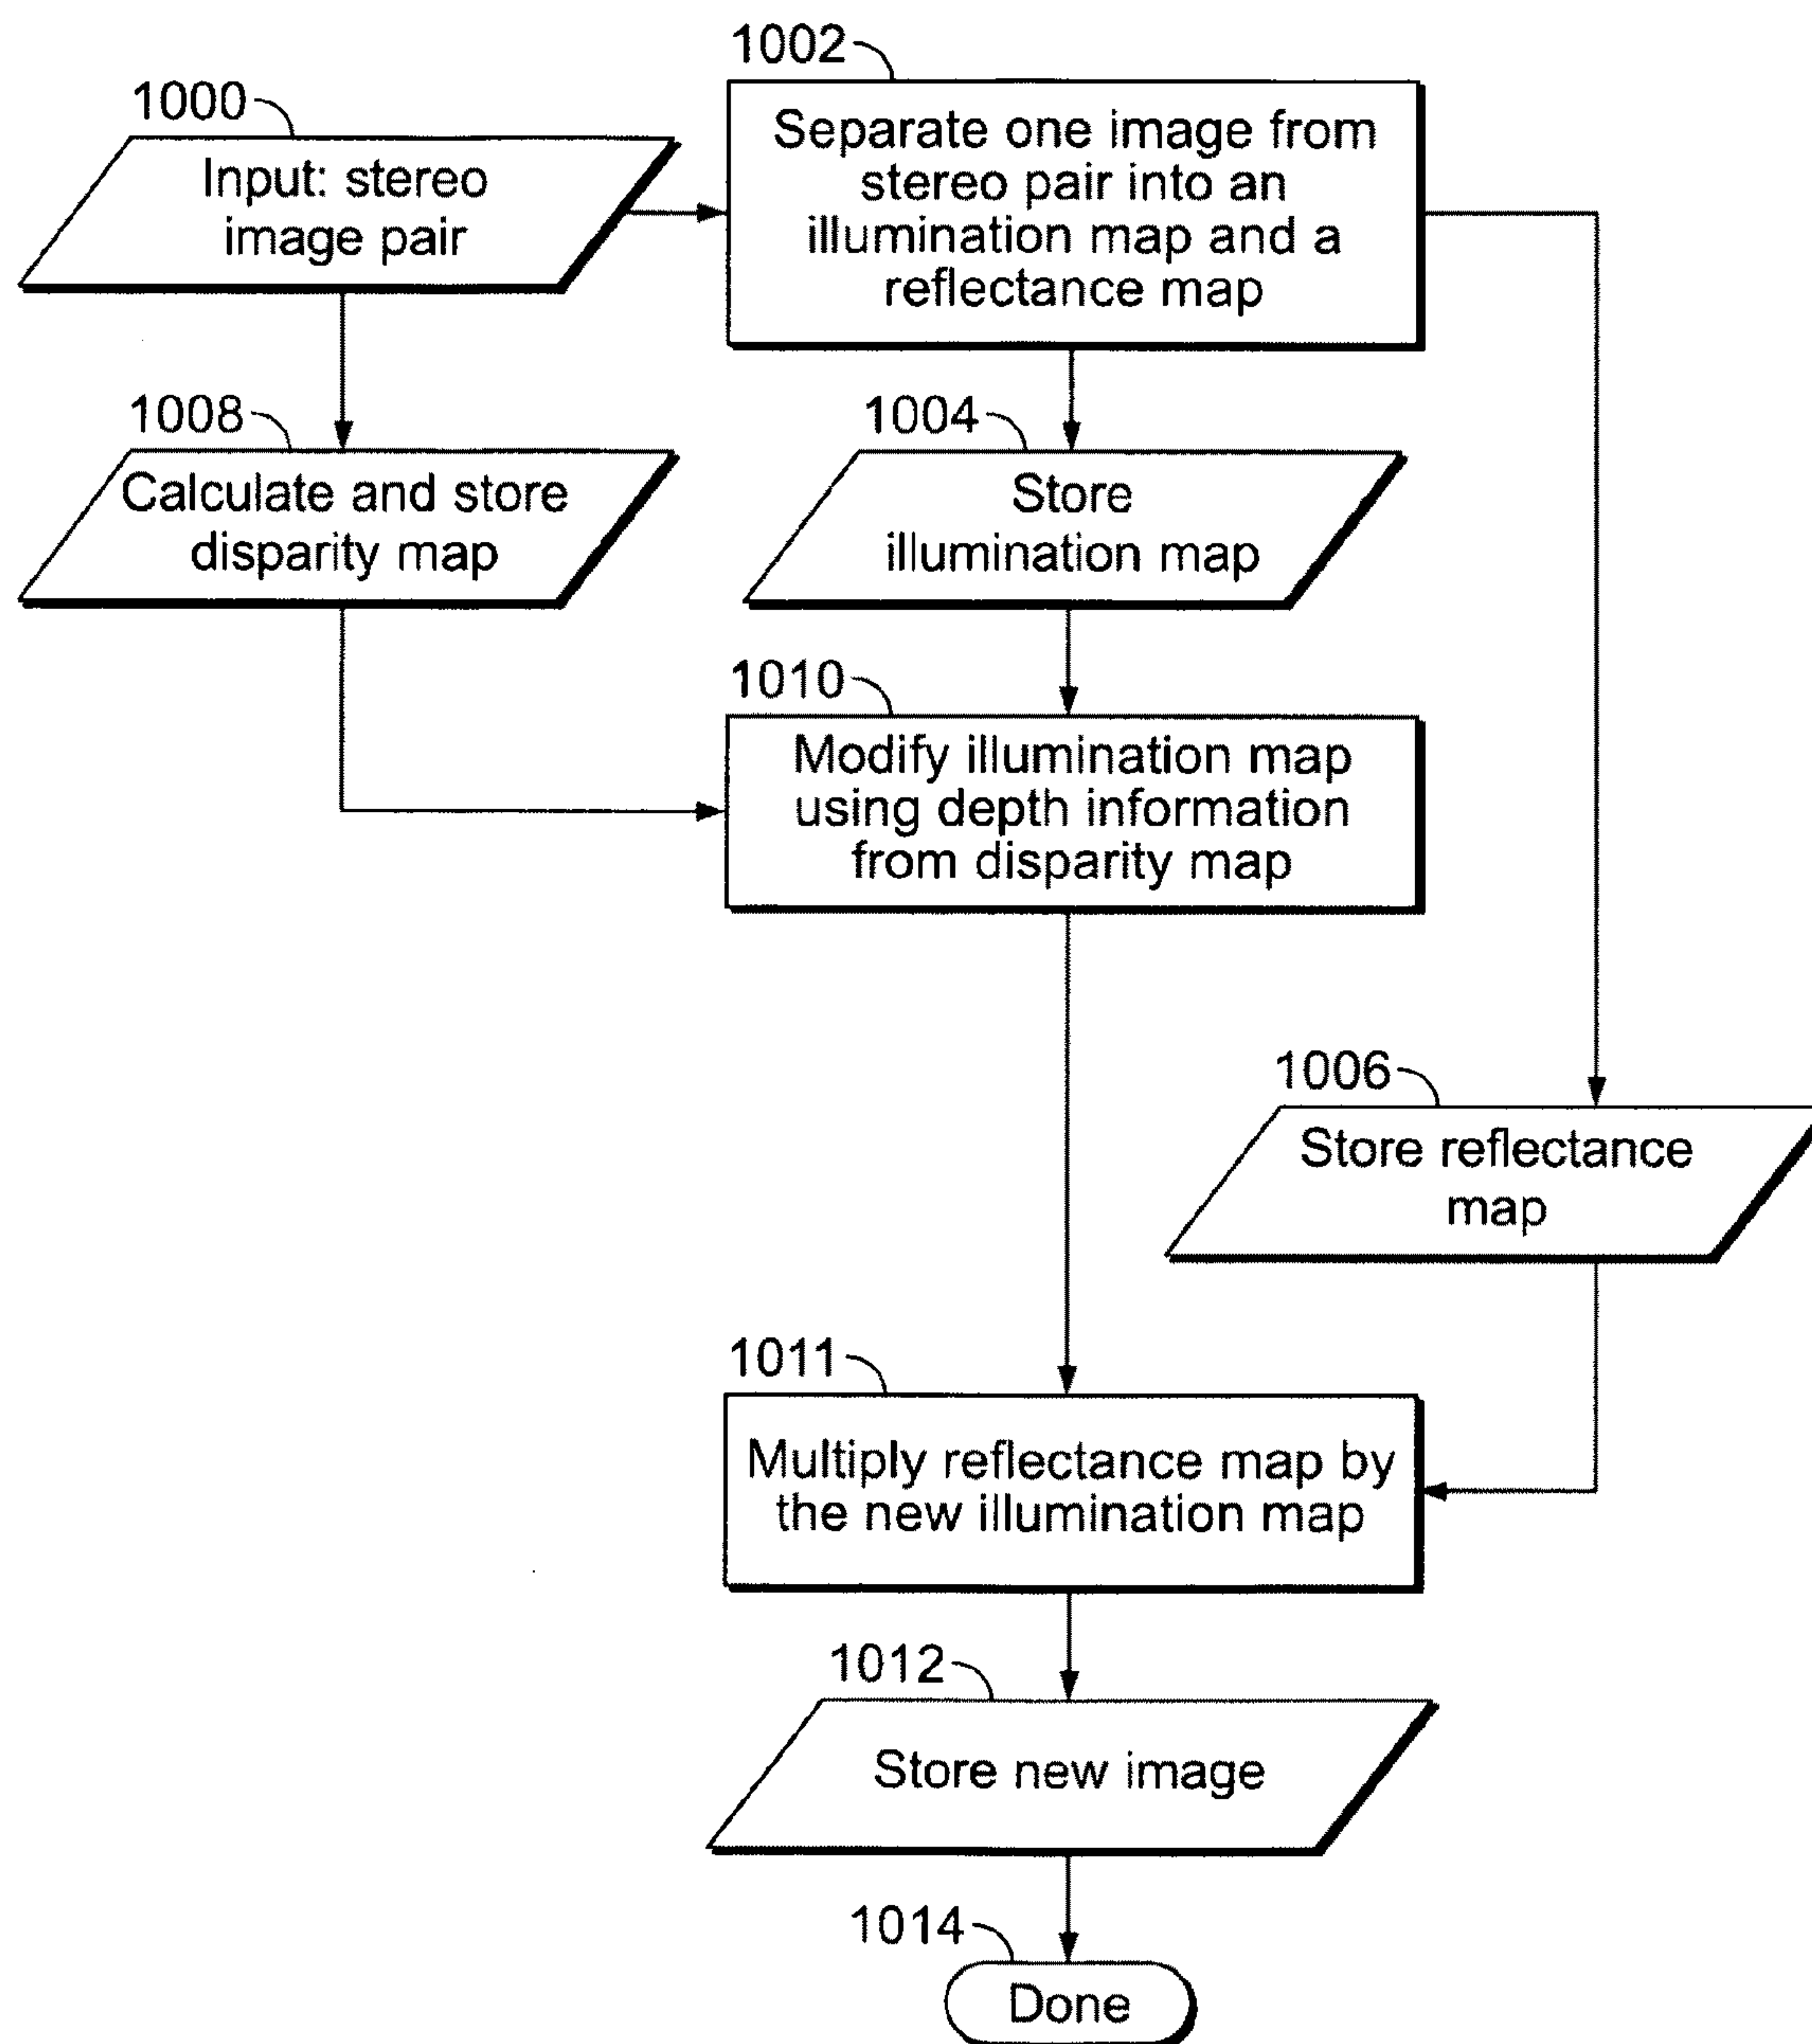 1002
1000
Separate one image from
stereo pair into an
illumination map and a
reflectance map
Input: stereo
image pair
1008
1004
Calculate and store
disparity map
Store
illumination map
1010
Modify illumination map
using depth information
from disparity map
1006
Store reflectance
map
1011
Multiply reflectance map by
the new illumination map
1012
Store new image
1014
Done